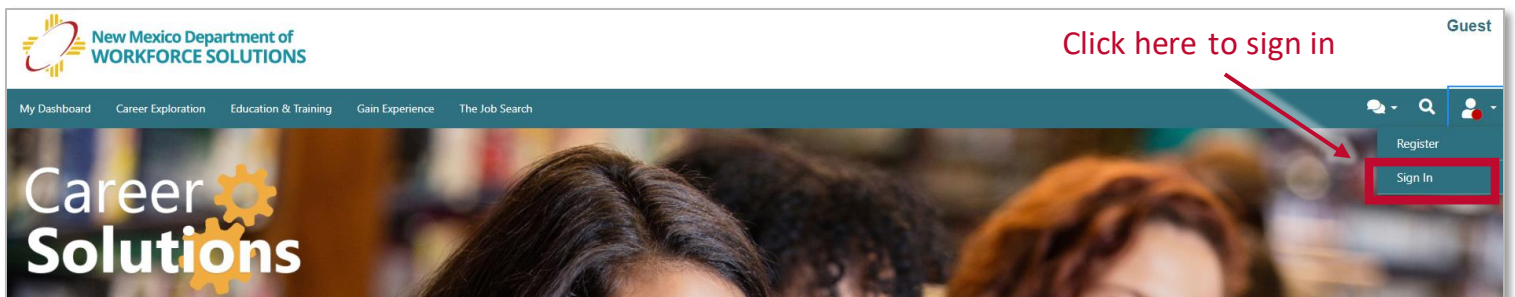 New Mexico Department of
WORKFORCE SOLUTIONS
Guest
Click here to sign in
My Dashboard Career Exploration Education & Training Gain Experience The Job Search
Register
Sign In
Career
Solutions